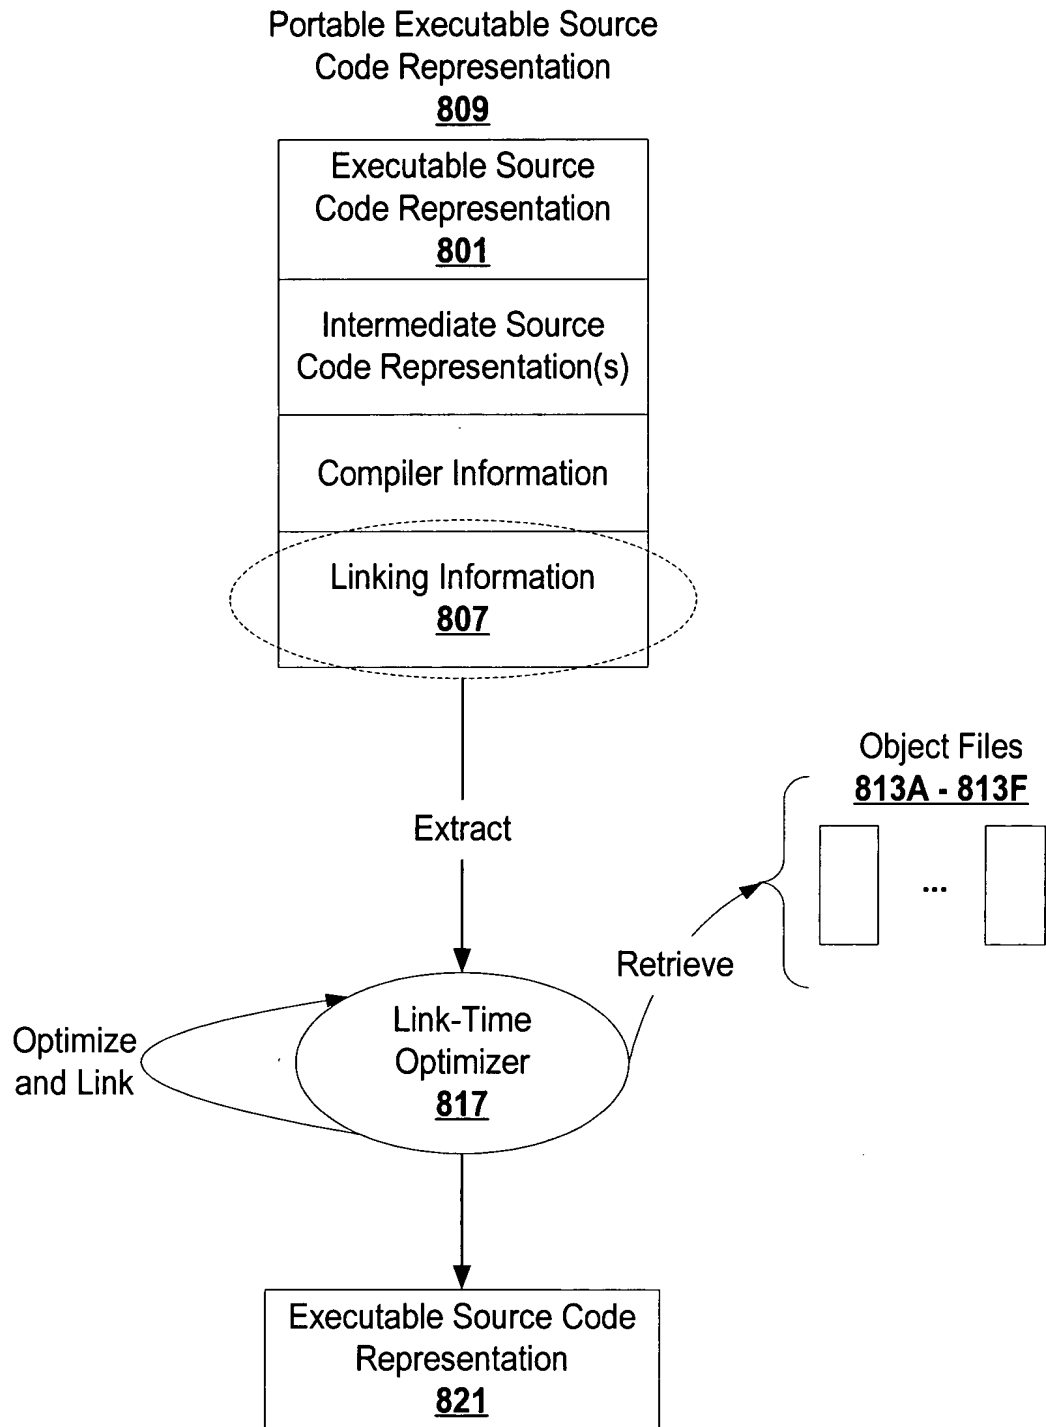 Portable Executable Source
Code Representation
809
Executable Source
Code Representation
801
Intermediate Source
Code Representation(s)
Compiler Information
Linking Information
807
Extract
Object Files
813A - 813F
...
Retrieve
Optimize
and Link
Link-Time
Optimizer
817
Executable Source Code
Representation
821